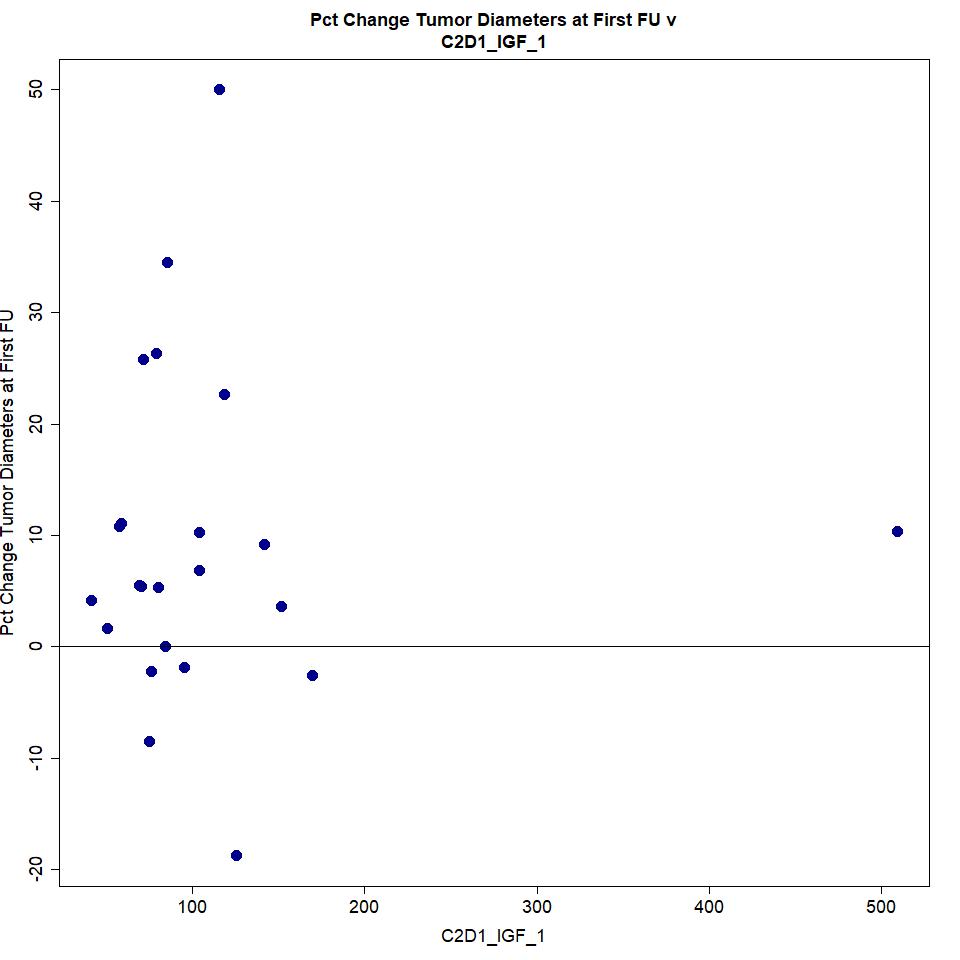 Pct Change Tumor Diameters at First FU v
C2D1_IGF_1
Pct Change Tumor Diameters at First FU
50
40
30
20
10
0
-10
-20
100 200 300 400 500
C2D1_IGF_1